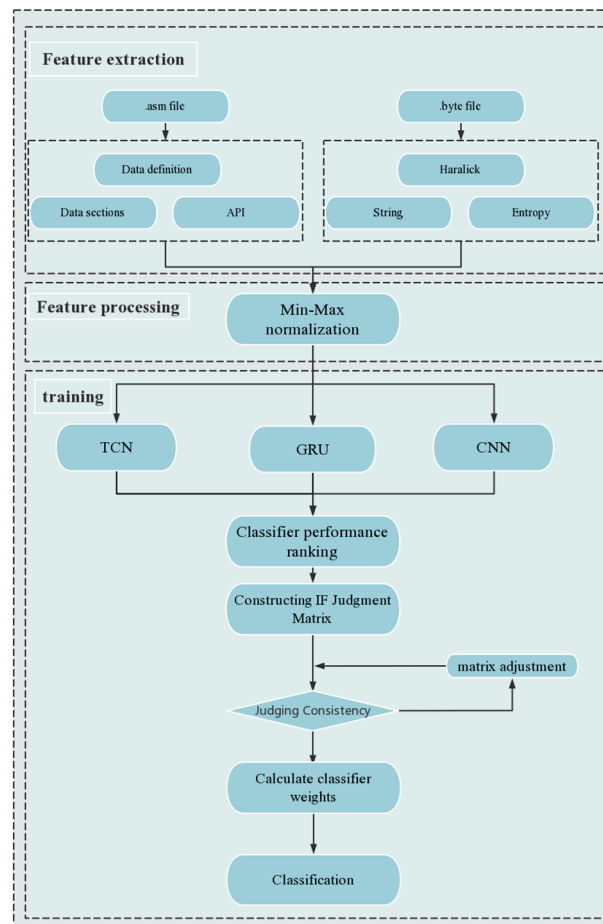 Feature extraction
.asm file
.byte file
Data definition
Haralick
Data sections
API
String
Entropy
Feature processing
Min-Max
normalization
training
TCN
GRU
CNN
Classifier performance
ranking
Constructing IF Judgment
Matrix
matrix adjustment
Judging Consistency
Calculate classifier
weights
Classification